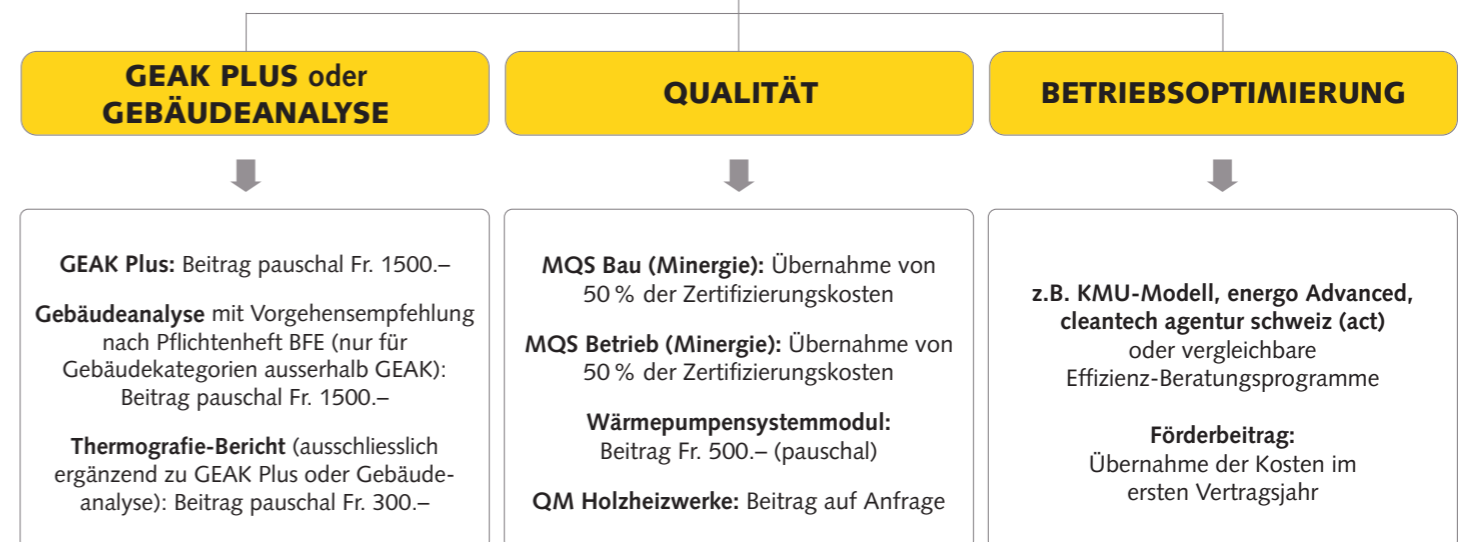 GEAK PLUS oder
GEBÄUDEANALYSE
QUALITÄT
BETRIEBSOPTIMIERUNG
GEAK Plus: Beitrag pauschal Fr. 1500.–
Gebäudeanalyse mit Vorgehensempfehlung
nach Pflichtenheft BFE (nur für
Gebäudekategorien ausserhalb GEAK):
Beitrag pauschal Fr. 1500.–
Thermografie-Bericht (ausschliesslich
ergänzend zu GEAK Plus oder Gebäude-
analyse): Beitrag pauschal Fr. 300.–
MQS Bau (Minergie): Übernahme von
50 % der Zertifizierungskosten
MQS Betrieb (Minergie): Übernahme von
50 % der Zertifizierungskosten
Wärmepumpensystemmodul:
Beitrag Fr. 500.– (pauschal)
QM Holzheizwerke: Beitrag auf Anfrage
z.B. KMU-Modell, energo Advanced,
cleantech agentur schweiz (act)
oder vergleichbare
Effizienz-Beratungsprogramme
Förderbeitrag:
Übernahme der Kosten im
ersten Vertragsjahr